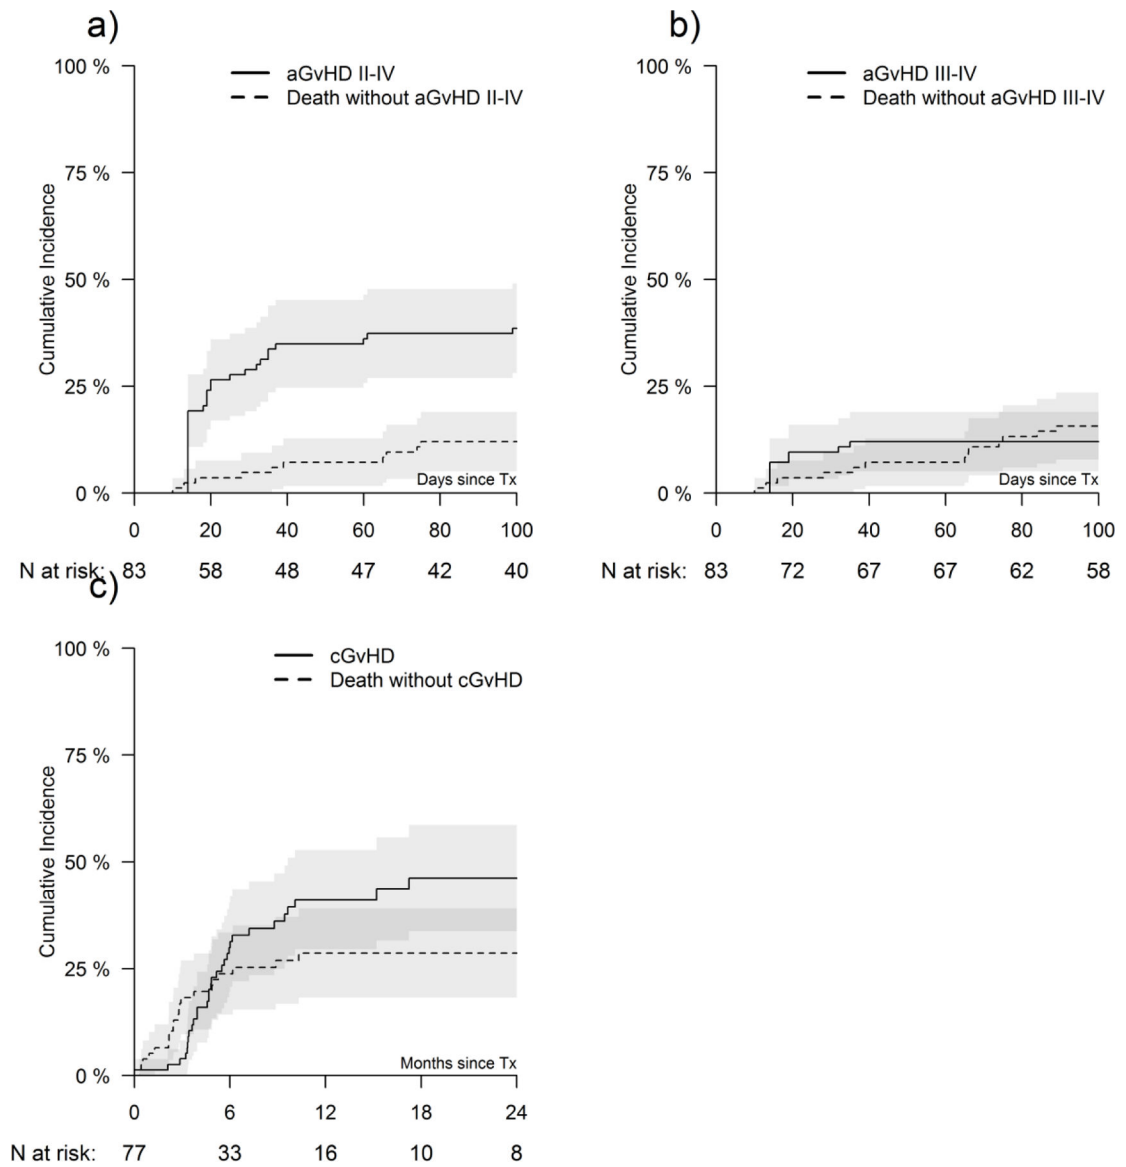 a)
100 %
75 %
50 %
25 %
0 %
Cumulative Incidence
aGvHD II-IV
Death without aGvHD II-IV
Days since Tx
0 20 40 60 80 100
N at risk: 83 58 48 47 42 40
b)
100 %
75 %
50 %
25 %
0 %
Cumulative Incidence
aGvHD III-IV
Death without aGvHD III-IV
Days since Tx
0 20 40 60 80 100
N at risk: 83 72 67 67 62 58
c)
100 %
75 %
50 %
25 %
0 %
Cumulative Incidence
cGvHD
Death without cGvHD
Months since Tx
0 6 12 18 24
N at risk: 77 33 16 10 8